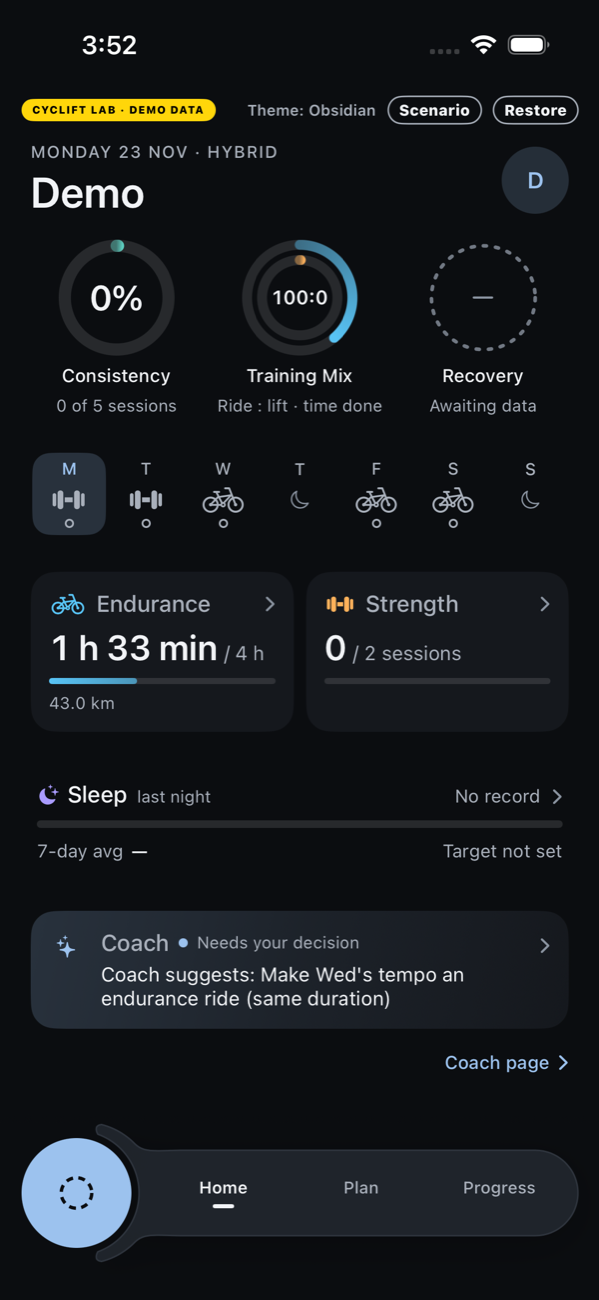 3:52
CYCLIFT LAB · DEMO DATA Theme: Obsidian Scenario Restore
MONDAY 23 NOV · HYBRID
Demo
D
0% 100:0 —
Consistency Training Mix Recovery
0 of 5 sessions Ride : lift · time done Awaiting data
M T W T F S S
Endurance Strength
1 h 33 min / 4 h 0 / 2 sessions
43.0 km
Sleep last night No record
7-day avg — Target not set
Coach • Needs your decision
Coach suggests: Make Wed's tempo an
endurance ride (same duration)
Coach page
Home Plan Progress